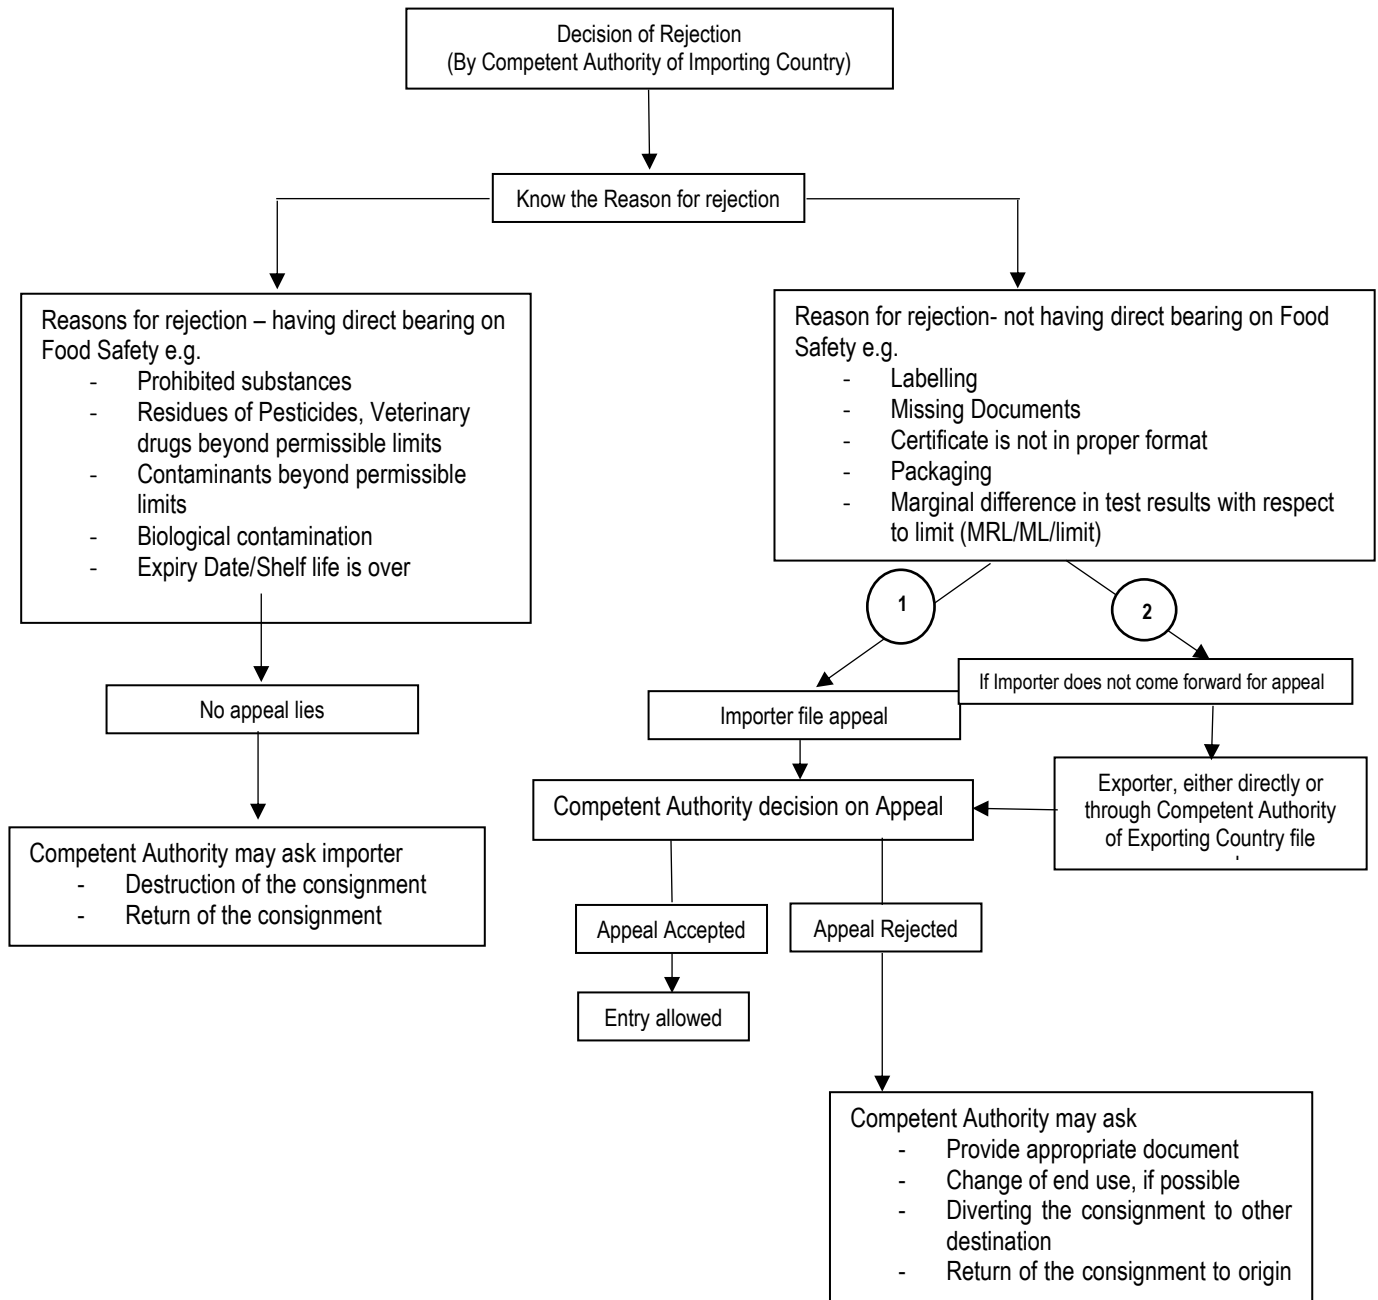 Decision of Rejection
(By Competent Authority of Importing Country)
Know the Reason for rejection
Reasons for rejection – having direct bearing on
Food Safety e.g.
- Prohibited substances
- Residues of Pesticides, Veterinary
drugs beyond permissible limits
- Contaminants beyond permissible
limits
- Biological contamination
- Expiry Date/Shelf life is over
Reason for rejection- not having direct bearing on Food
Safety e.g.
- Labelling
- Missing Documents
- Certificate is not in proper format
- Packaging
- Marginal difference in test results with respect
to limit (MRL/ML/limit)
1
2
No appeal lies
Importer file appeal
If Importer does not come forward for appeal
Competent Authority may ask importer
- Destruction of the consignment
- Return of the consignment
Competent Authority decision on Appeal
Exporter, either directly or
through Competent Authority
of Exporting Country file
Appeal Accepted
Appeal Rejected
Entry allowed
Competent Authority may ask
- Provide appropriate document
- Change of end use, if possible
- Diverting the consignment to other
destination
- Return of the consignment to origin